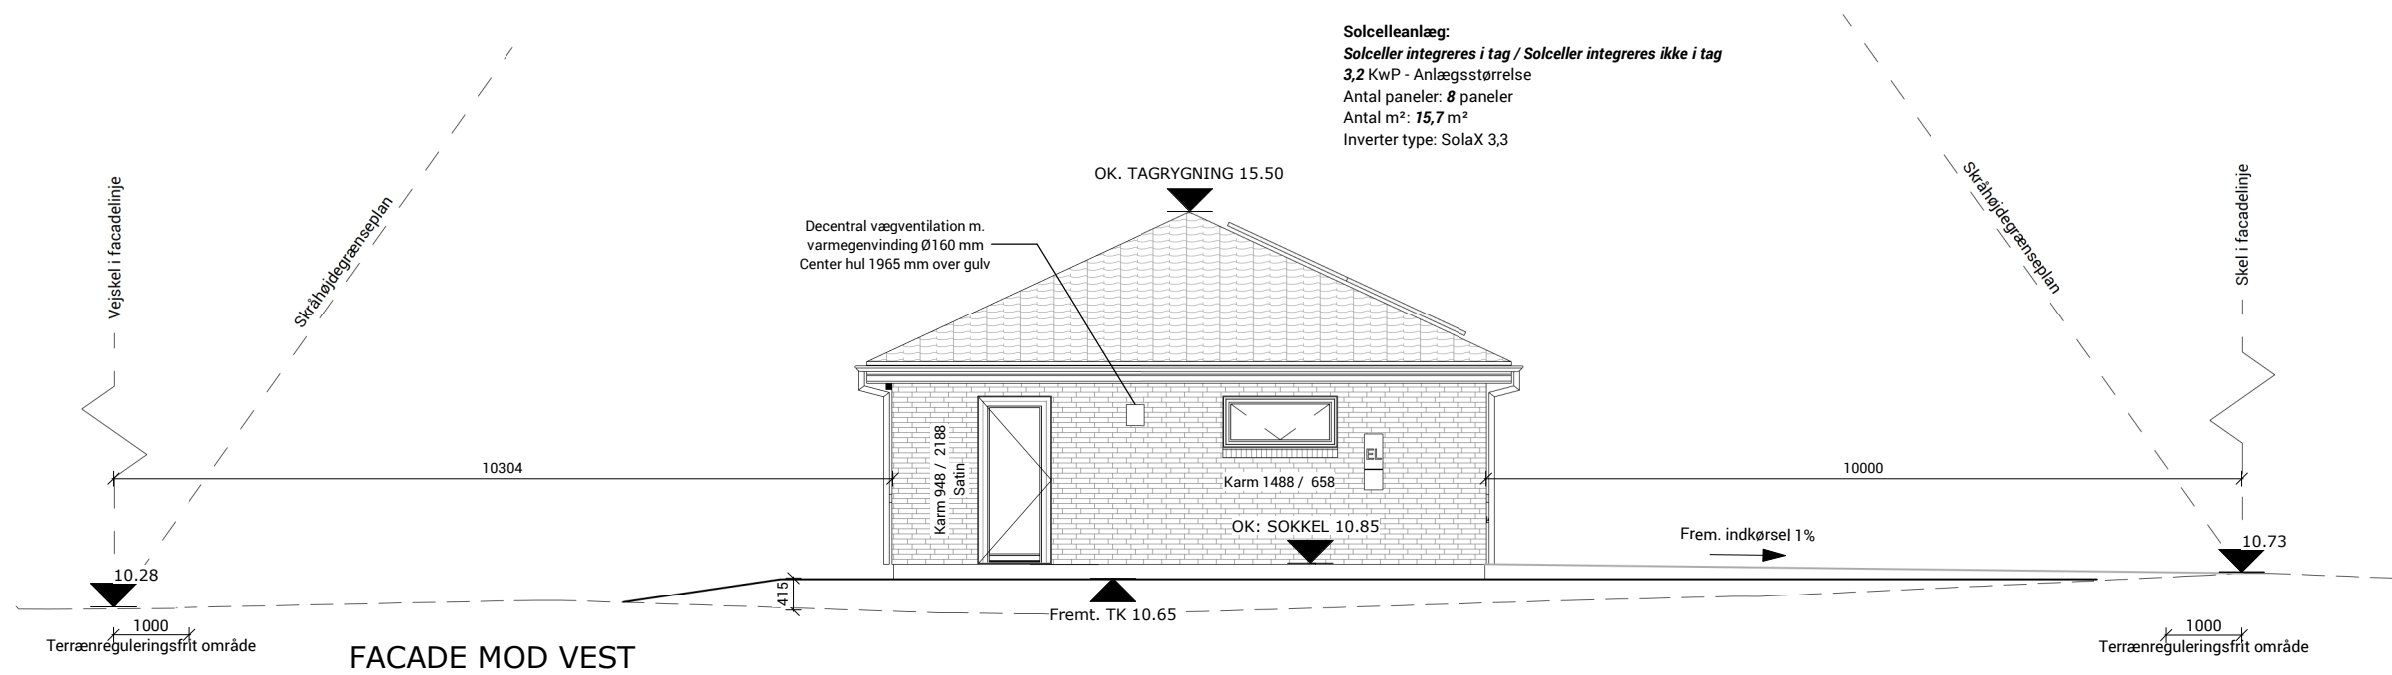 Solcelleanlæg:
Solceller integreres i tag / Solceller integreres ikke i tag
3,2 KwP - Anlægsstørrelse
Antal paneler: 8 paneler
Antal m²: 15,7 m²
Inverter type: SolaX 3,3
OK. TAGRYGNING 15.50
Decentral vægventilation m.
varmegenvinding Ø160 mm
Center hul 1965 mm over gulv
Vejskel i facadelinje
Skråhøjdegrænseplan
Skråhøjdegrænseplan
Skel i facadelinje
10304
Karm 948 / 2188
Satin
EL
Karm 1488 / 658
10000
OK: SOKKEL 10.85
Frem. indkørsel 1%
10.73
10.28
415
Fremt. TK 10.65
1000
Terrænreguleringsfrit område
1000
Terrænreguleringsfrit område
FACADE MOD VEST